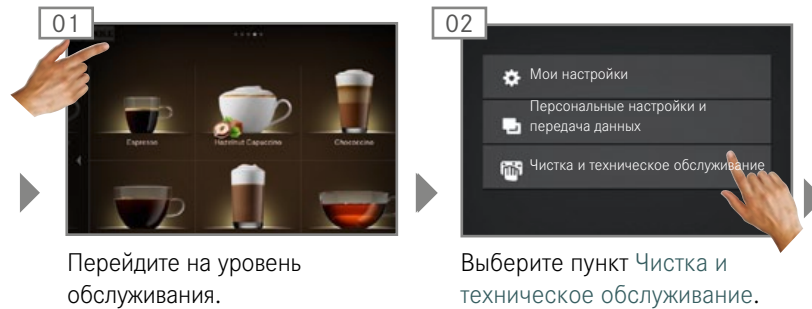 01
Espresso
Hazelnut Capuccino
Chococcino
Перейдите на уровень
обслуживания.
02
Мои настройки
Персональные настройки и
передача данных
Чистка и техническое обслуживание
Выберите пункт Чистка и
техническое обслуживание.